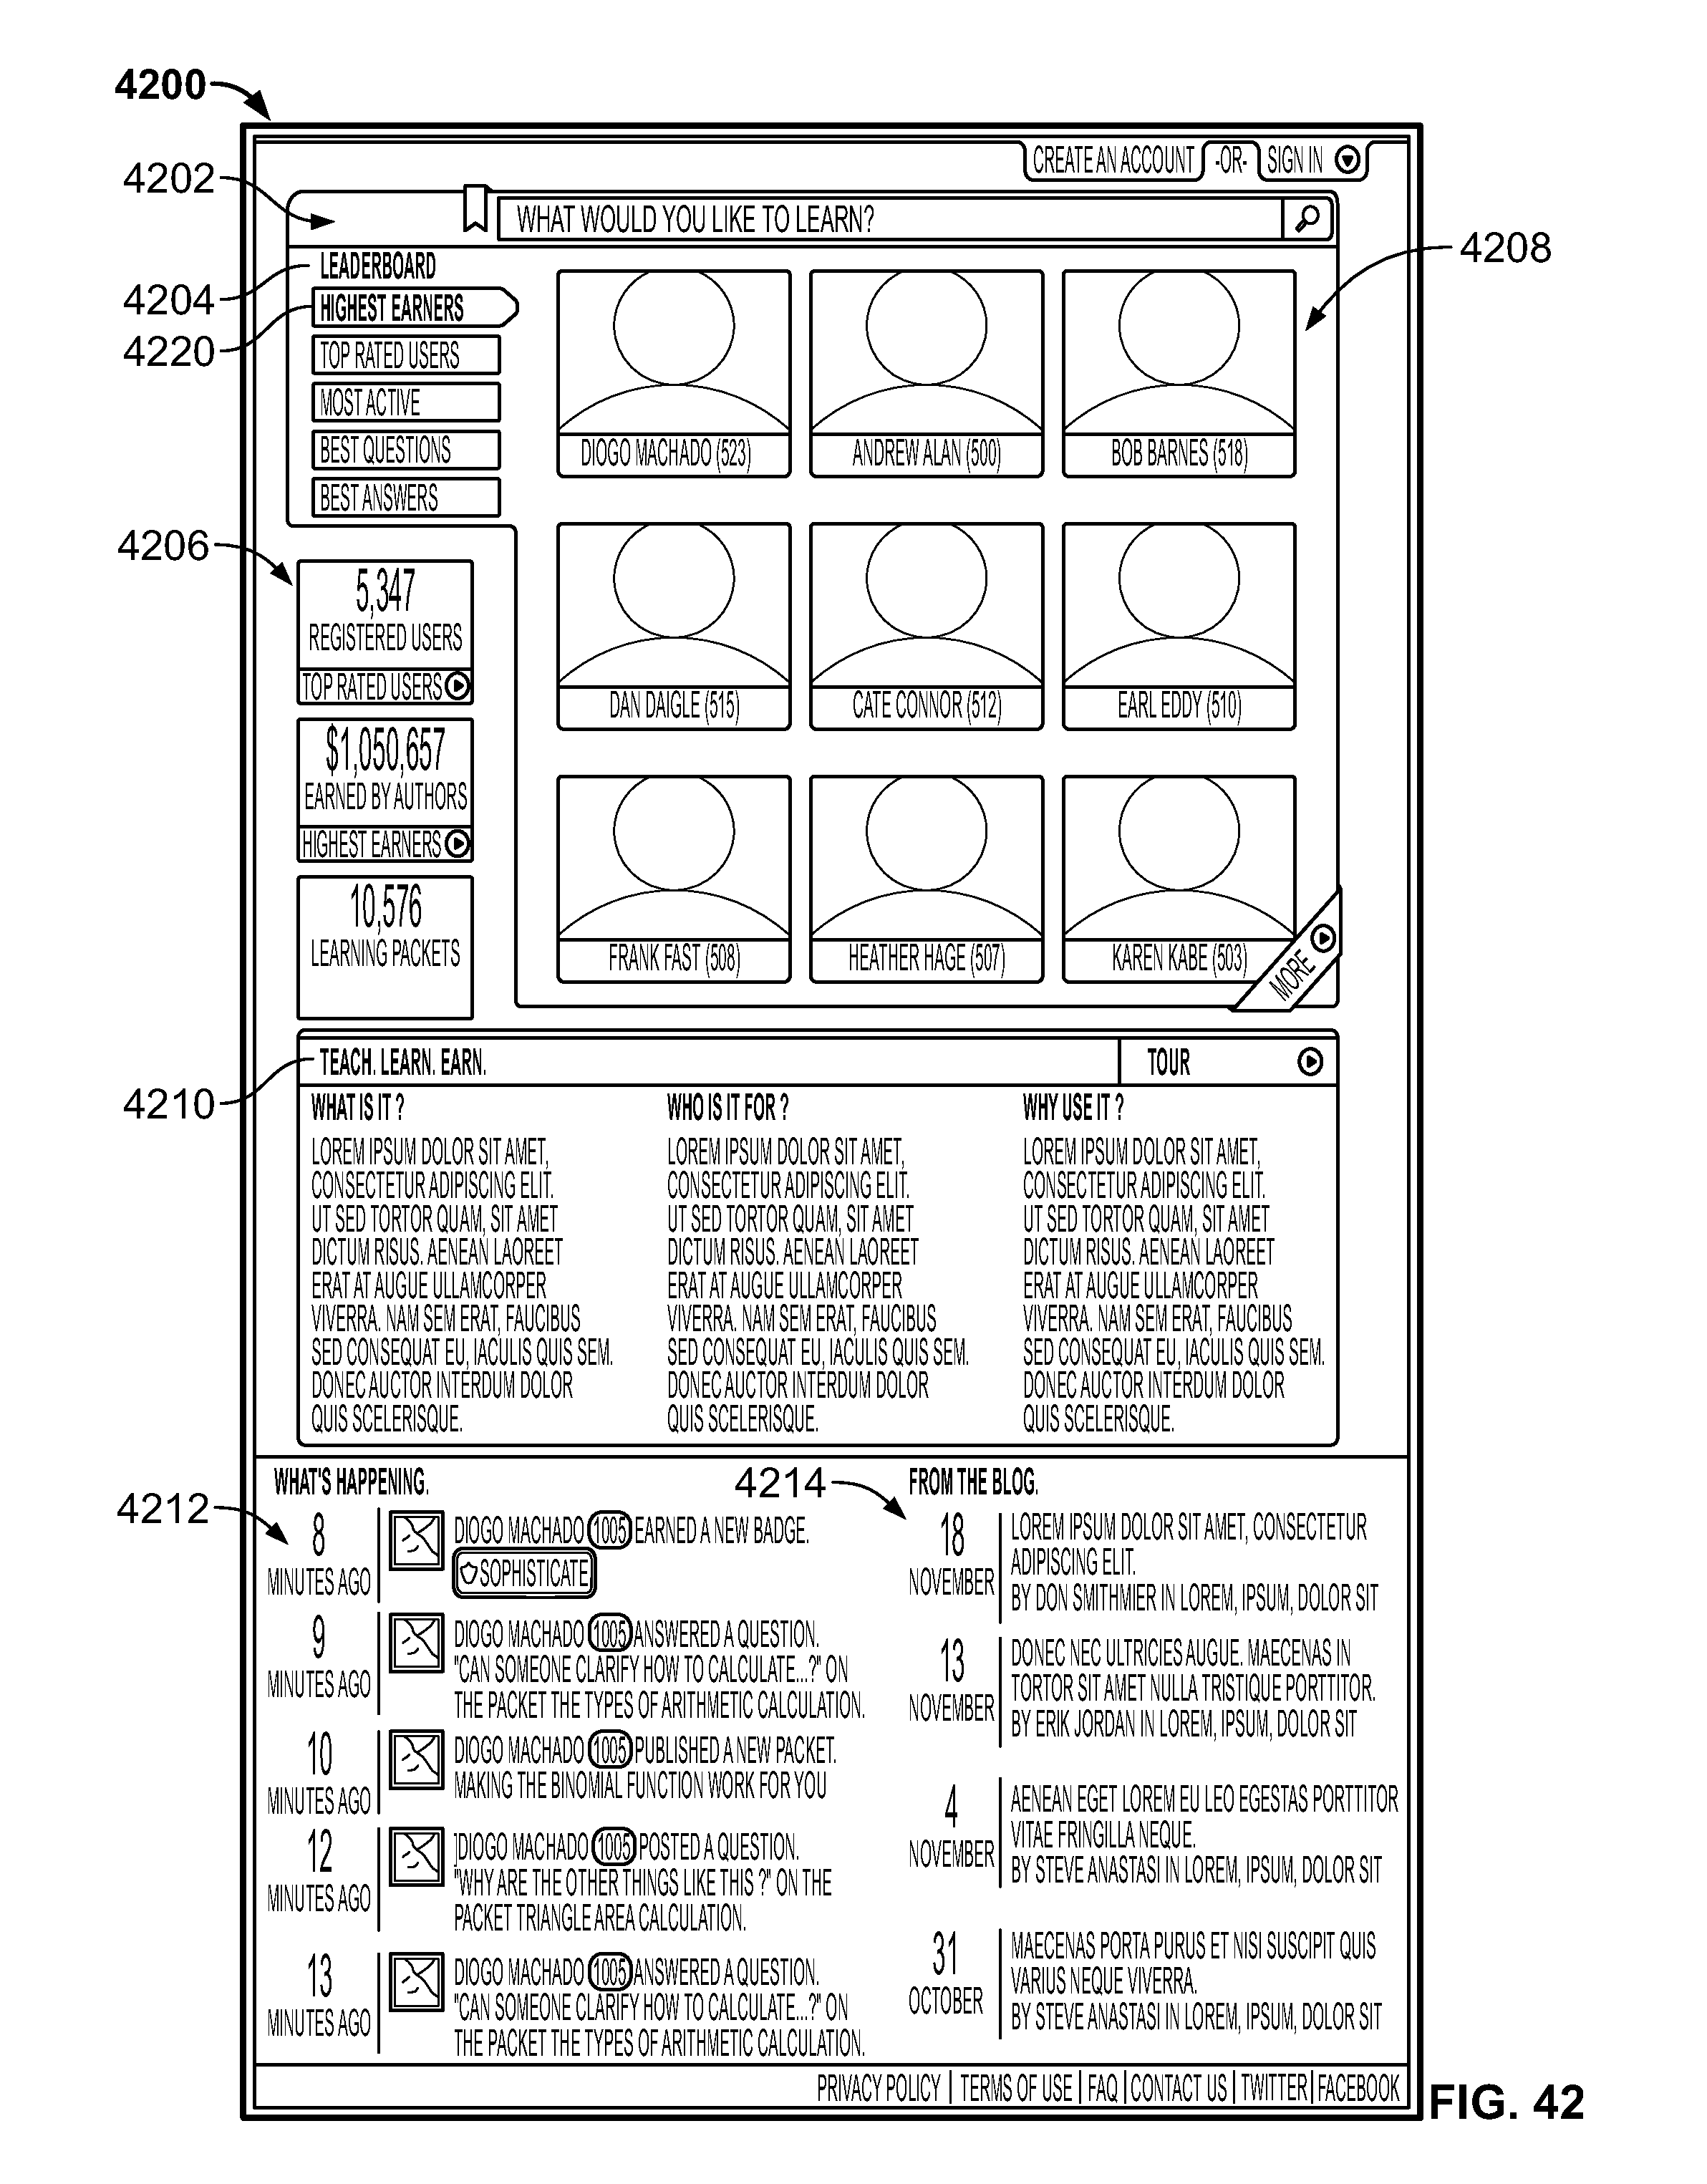 4200
CREATE AN ACCOUNT -OR- SIGN IN
4202
WHAT WOULD YOU LIKE TO LEARN?
4208
LEADERBOARD
4204
HIGHEST EARNERS
4220
TOP RATED USERS
MOST ACTIVE
BEST QUESTIONS
BEST ANSWERS
DIOGO MACHADO (523)
ANDREW ALAN (500)
BOB BARNES (518)
DAN DAIGLE (515)
CATE CONNOR (512)
EARL EDDY (510)
FRANK FAST (508)
HEATHER HAGE (507)
KAREN KABE (503)
MORE
4206
5,347
REGISTERED USERS
TOP RATED USERS
$1,050,657
EARNED BY AUTHORS
HIGHEST EARNERS
10,576
LEARNING PACKETS
4210
TEACH. LEARN. EARN.
TOUR
WHAT IS IT ?
LOREM IPSUM DOLOR SIT AMET,
CONSECTETUR ADIPISCING ELIT.
UT SED TORTOR QUAM, SIT AMET
DICTUM RISUS. AENEAN LAOREET
ERAT AT AUGUE ULLAMCORPER
VIVERRA. NAM SEM ERAT, FAUCIBUS
SED CONSEQUAT EU, IACULIS QUIS SEM.
DONEC AUCTOR INTERDUM DOLOR
QUIS SCELERISQUE.
WHO IS IT FOR ?
LOREM IPSUM DOLOR SIT AMET,
CONSECTETUR ADIPISCING ELIT.
UT SED TORTOR QUAM, SIT AMET
DICTUM RISUS. AENEAN LAOREET
ERAT AT AUGUE ULLAMCORPER
VIVERRA. NAM SEM ERAT, FAUCIBUS
SED CONSEQUAT EU, IACULIS QUIS SEM.
DONEC AUCTOR INTERDUM DOLOR
QUIS SCELERISQUE.
WHY USE IT ?
LOREM IPSUM DOLOR SIT AMET,
CONSECTETUR ADIPISCING ELIT.
UT SED TORTOR QUAM, SIT AMET
DICTUM RISUS. AENEAN LAOREET
ERAT AT AUGUE ULLAMCORPER
VIVERRA. NAM SEM ERAT, FAUCIBUS
SED CONSEQUAT EU, IACULIS QUIS SEM.
DONEC AUCTOR INTERDUM DOLOR
QUIS SCELERISQUE.
WHAT'S HAPPENING.
4212
8
MINUTES AGO
DIOGO MACHADO 1005 EARNED A NEW BADGE.
SOPHISTICATE
9
MINUTES AGO
DIOGO MACHADO 1005 ANSWERED A QUESTION.
"CAN SOMEONE CLARIFY HOW TO CALCULATE...?" ON
THE PACKET THE TYPES OF ARITHMETIC CALCULATION.
10
MINUTES AGO
DIOGO MACHADO 1005 PUBLISHED A NEW PACKET.
MAKING THE BINOMIAL FUNCTION WORK FOR YOU
12
MINUTES AGO
]DIOGO MACHADO 1005 POSTED A QUESTION.
"WHY ARE THE OTHER THINGS LIKE THIS ?" ON THE
PACKET TRIANGLE AREA CALCULATION.
13
MINUTES AGO
DIOGO MACHADO 1005 ANSWERED A QUESTION.
"CAN SOMEONE CLARIFY HOW TO CALCULATE...?" ON
THE PACKET THE TYPES OF ARITHMETIC CALCULATION.
4214
FROM THE BLOG.
18
NOVEMBER
LOREM IPSUM DOLOR SIT AMET, CONSECTETUR
ADIPISCING ELIT.
BY DON SMITHMIER IN LOREM, IPSUM, DOLOR SIT
13
NOVEMBER
DONEC NEC ULTRICIES AUGUE. MAECENAS IN
TORTOR SIT AMET NULLA TRISTIQUE PORTTITOR.
BY ERIK JORDAN IN LOREM, IPSUM, DOLOR SIT
4
NOVEMBER
AENEAN EGET LOREM EU LEO EGESTAS PORTTITOR
VITAE FRINGILLA NEQUE.
BY STEVE ANASTASI IN LOREM, IPSUM, DOLOR SIT
31
OCTOBER
MAECENAS PORTA PURUS ET NISI SUSCIPIT QUIS
VARIUS NEQUE VIVERRA.
BY STEVE ANASTASI IN LOREM, IPSUM, DOLOR SIT
PRIVACY POLICY | TERMS OF USE | FAQ | CONTACT US | TWITTER | FACEBOOK
FIG. 42